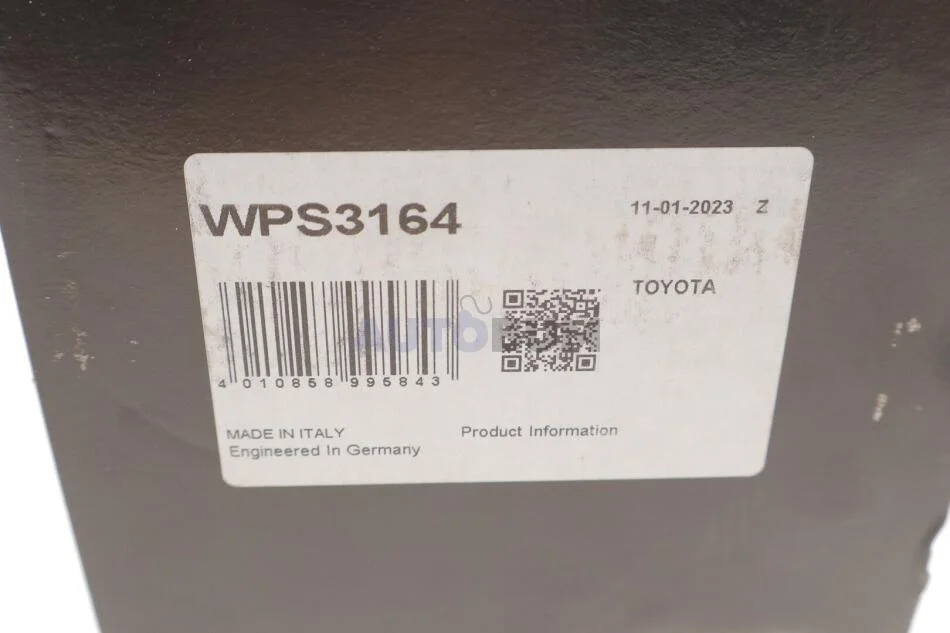 WPS3164
11-01-2023 Z
TOYOTA
4 010858 995843
MADE IN ITALY
Engineered In Germany
Product Information